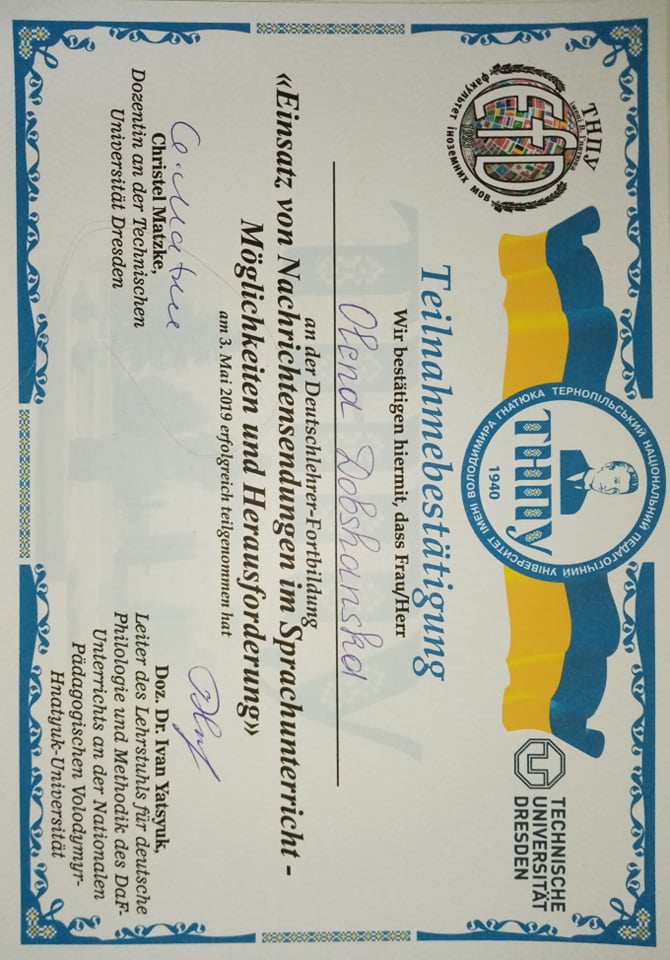 ТНПУ
імені В. Гнатюка
EfD
факультет іноземних мов
ТЕРНОПІЛЬСЬКИЙ НАЦІОНАЛЬНИЙ ПЕДАГОГІЧНИЙ УНІВЕРСИТЕТ ІМЕНІ ВОЛОДИМИРА ГНАТЮКА
ТНПУ
1940
TECHNISCHE
UNIVERSITÄT
DRESDEN
Teilnahmebestätigung
Wir bestätigen hiermit, dass Frau/Herr
Olena Dobshanska
an der Deutschlehrer-Fortbildung
«Einsatz von Nachrichtensendungen im Sprachunterricht -
Möglichkeiten und Herausforderung»
am 3. Mai 2019 erfolgreich teilgenommen hat
Christel Matzke,
Dozentin an der Technischen
Universität Dresden
Doz. Dr. Ivan Yatsyuk,
Leiter des Lehrstuhls für deutsche
Philologie und Methodik des DaF-
Unterrichts an der Nationalen
Pädagogischen Volodymyr-
Hnatyuk-Universität